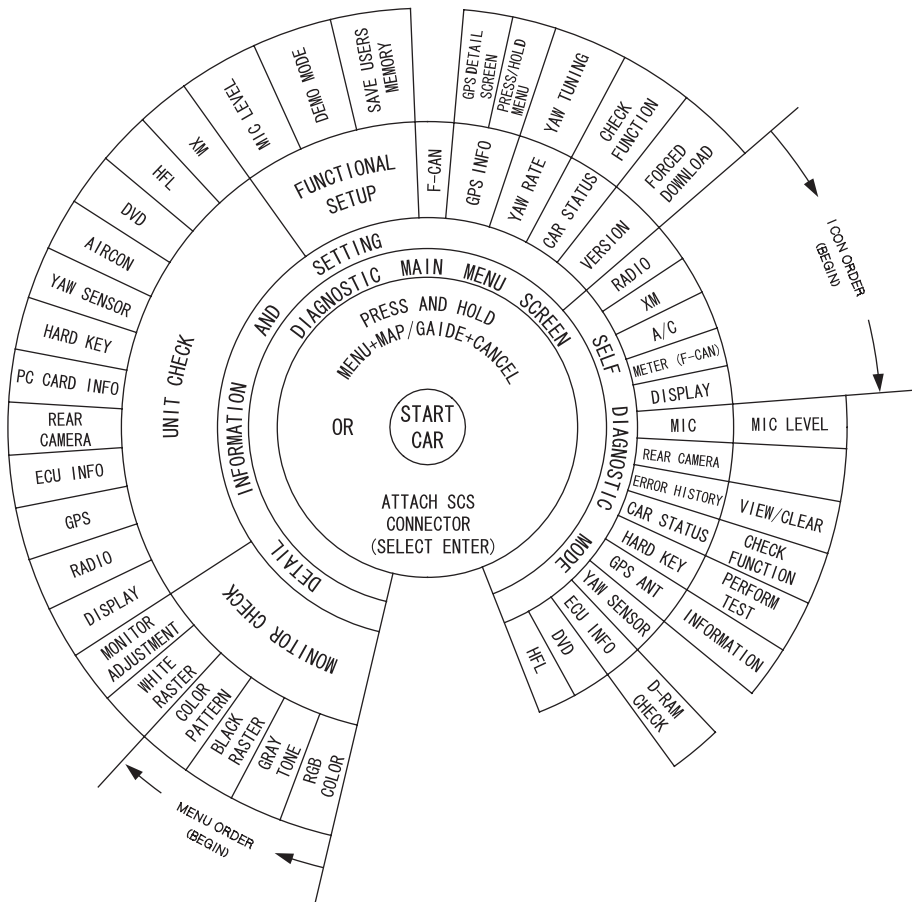 START
CAR
PRESS AND HOLD
MENU+MAP/GAIDE+CANCEL
OR
ATTACH SCS
CONNECTOR
(SELECT ENTER)
DIAGNOSTIC MAIN MENU SCREEN
DETAIL INFORMATION AND SETTING
SELF DIAGNOSTIC MODE
MONITOR CHECK
UNIT CHECK
FUNCTIONAL
SETUP
F-CAN
GPS INFO
YAW RATE
CAR STATUS
VERSION
RGB
COLOR
GRAY
TONE
BLACK
RASTER
COLOR
PATTERN
WHITE
RASTER
MONITOR
ADJUSTMENT
DISPLAY
RADIO
GPS
ECU INFO
REAR
CAMERA
PC CARD INFO
HARD KEY
YAW SENSOR
AIRCON
DVD
HFL
XM
MIC LEVEL
DEMO MODE
SAVE USERS
MEMORY
GPS DETAIL
SCREEN
PRESS/HOLD
MENU
YAW TUNING
CHECK
FUNCTION
FORCED
DOWNLOAD
RADIO
XM
A/C
METER (F-CAN)
DISPLAY
MIC
MIC LEVEL
REAR CAMERA
ERROR HISTORY
VIEW/CLEAR
CAR STATUS
CHECK
FUNCTION
HARD KEY
PERFORM
TEST
GPS ANT
INFORMATION
YAW SENSOR
ECU INFO
D-RAM
CHECK
DVD
HFL
ICON ORDER
(BEGIN)
MENU ORDER
(BEGIN)